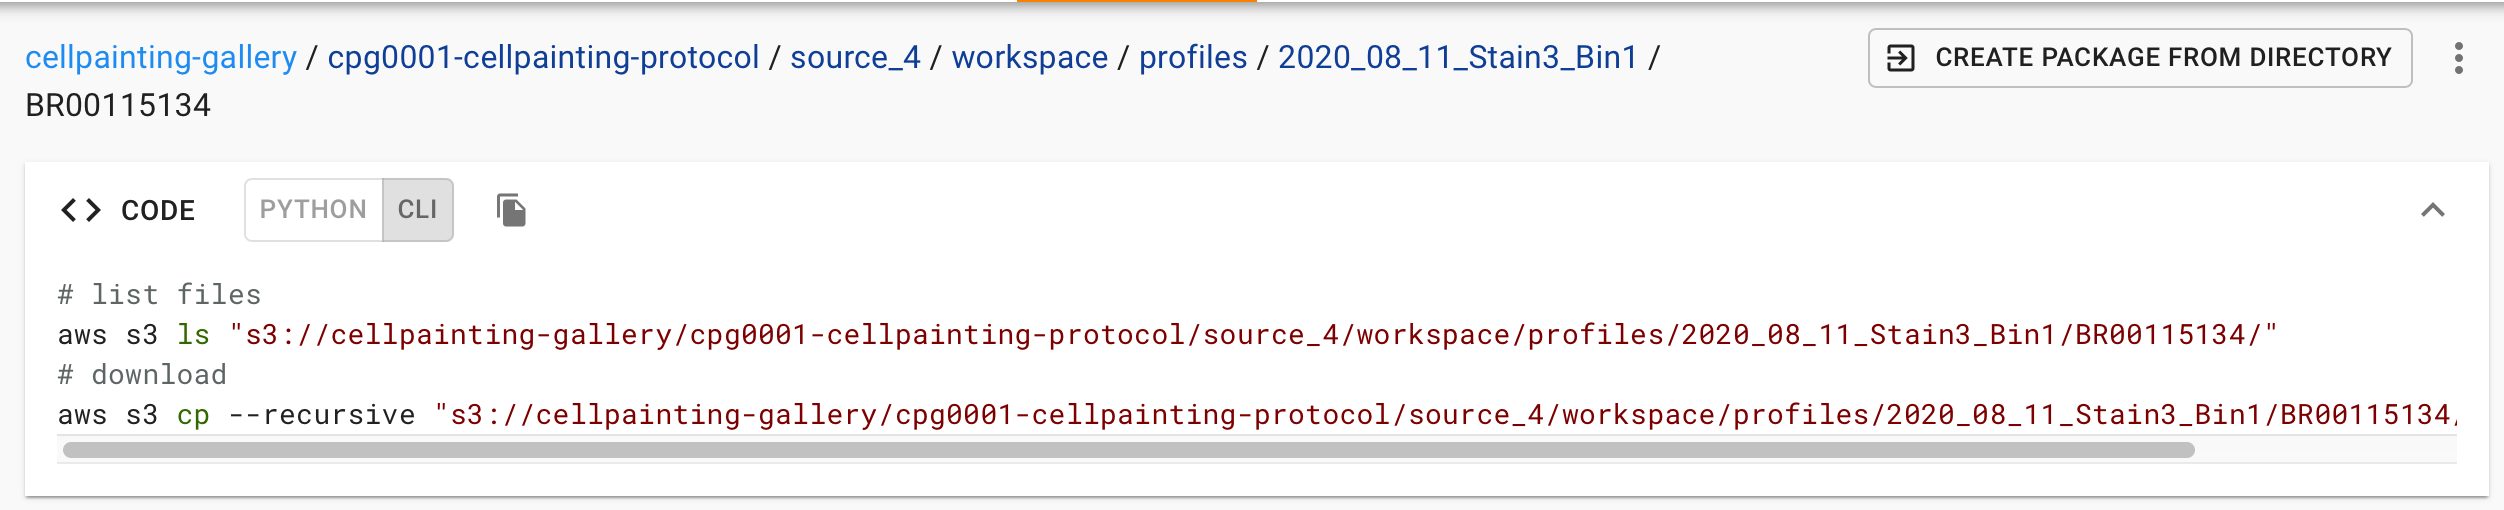 cellpainting-gallery / cpg0001-cellpainting-protocol / source_4 / workspace / profiles / 2020_08_11_Stain3_Bin1 /
BR00115134
CREATE PACKAGE FROM DIRECTORY
CODE PYTHON CLI
# list files
aws s3 ls "s3://cellpainting-gallery/cpg0001-cellpainting-protocol/source_4/workspace/profiles/2020_08_11_Stain3_Bin1/BR00115134/"
# download
aws s3 cp --recursive "s3://cellpainting-gallery/cpg0001-cellpainting-protocol/source_4/workspace/profiles/2020_08_11_Stain3_Bin1/BR00115134/